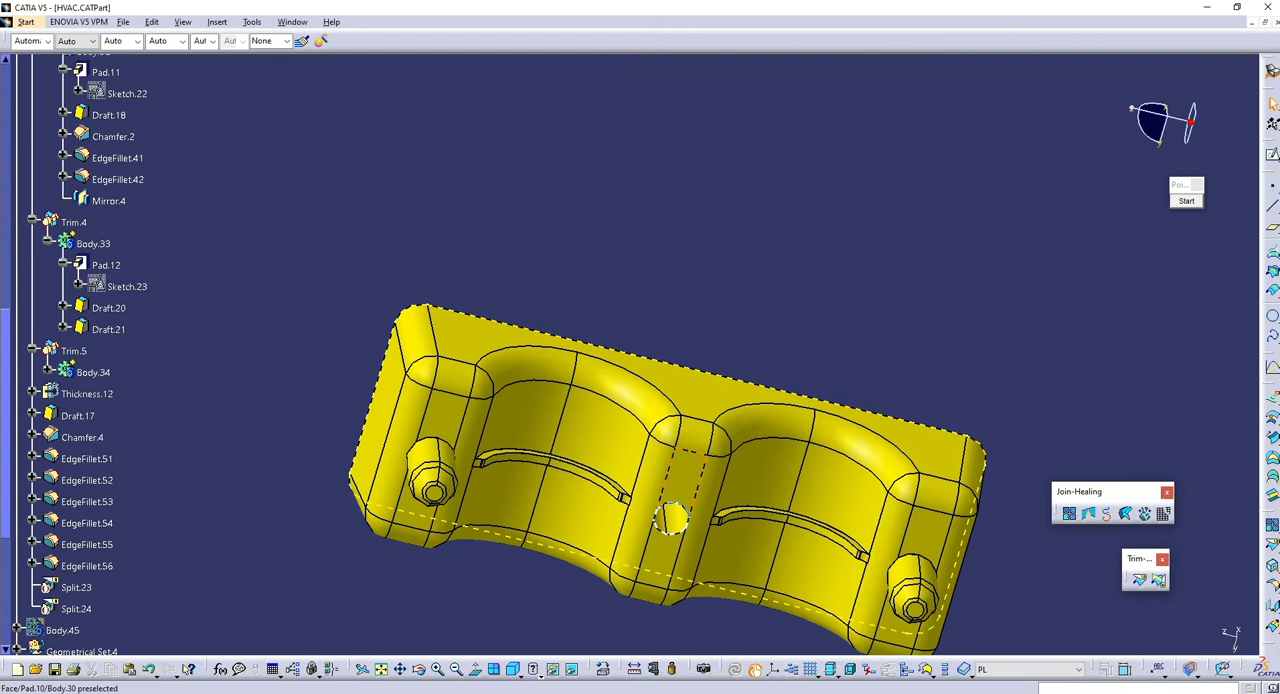 CATIA V5 - [HVAC.CATPart]
Start ENOVIA V5 VPM File Edit View Insert Tools Window Help
Autom Auto Auto Auto Aut Aut None
Pad.11
Sketch.22
Draft.18
Chamfer.2
EdgeFillet.41
EdgeFillet.42
Mirror.4
Trim.4
Body.33
Pad.12
Sketch.23
Draft.20
Draft.21
Trim.5
Body.34
Thickness.12
Draft.17
Chamfer.4
EdgeFillet.51
EdgeFillet.52
EdgeFillet.53
EdgeFillet.54
EdgeFillet.55
EdgeFillet.56
Split.23
Split.24
Body.45
Geometrical Set.4
Poi...
Start
Join-Healing
Trim-...
z x
y
PL
Face/Pad.10/Body.30 preselected